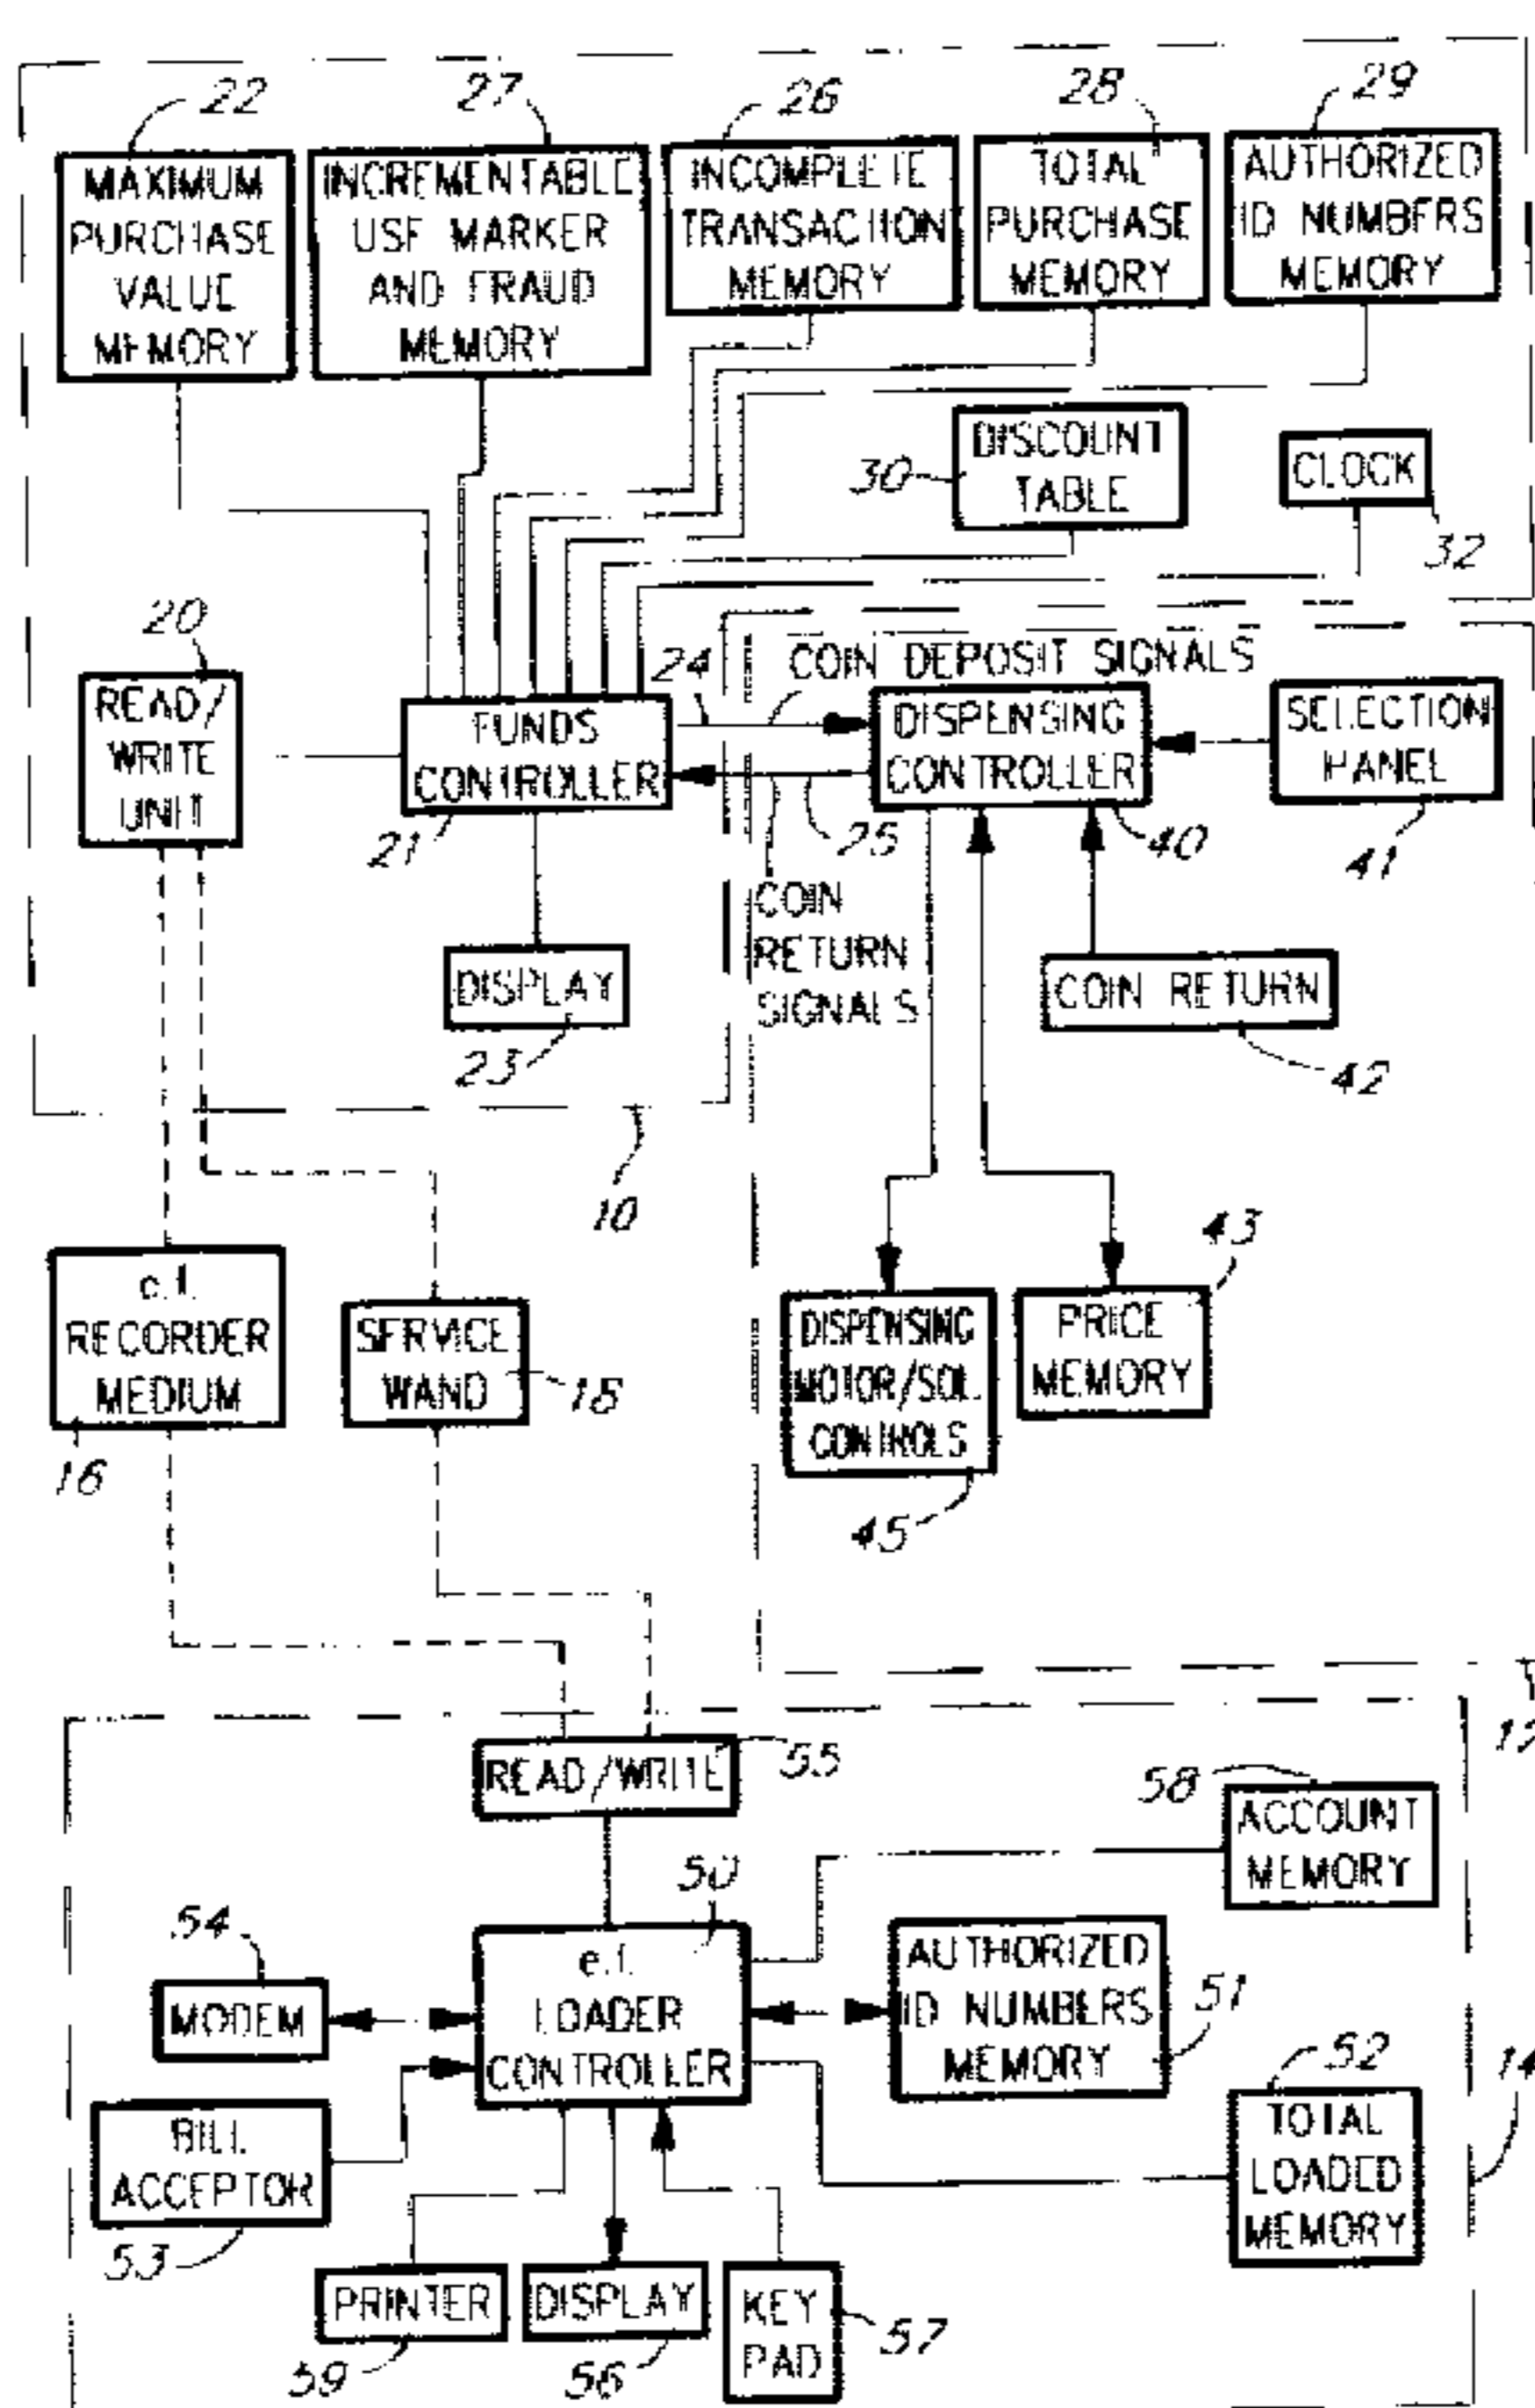 22
27
26
28
29
MAXIMUM
PURCHASE
VALUE
MEMORY
INCREMENTABLE
USE MARKER
AND FRAUD
MEMORY
INCOMPLETE
TRANSACTION
MEMORY
TOTAL
PURCHASE
MEMORY
AUTHORIZED
ID NUMBERS
MEMORY
30
DISCOUNT
TABLE
CLOCK
32
20
READ/
WRITE
UNIT
24
COIN DEPOSIT SIGNALS
FUNDS
CONTROLLER
21
DISPENSING
CONTROLLER
40
SELECTION
PANEL
41
25
COIN
RETURN
SIGNALS
DISPLAY
23
COIN RETURN
42
10
RECORDER
MEDIUM
16
SERVICE
WAND
18
43
DISPENSING
MOTOR/SOL.
CONTROLS
45
PRICE
MEMORY
12
READ/WRITE
55
58
ACCOUNT
MEMORY
50
54
MODEM
e.f.
LOADER
CONTROLLER
AUTHORIZED
ID NUMBERS
MEMORY
51
52
14
BILL
ACCEPTOR
53
TOTAL
LOADED
MEMORY
PRINTER
59
DISPLAY
56
KEY
PAD
57